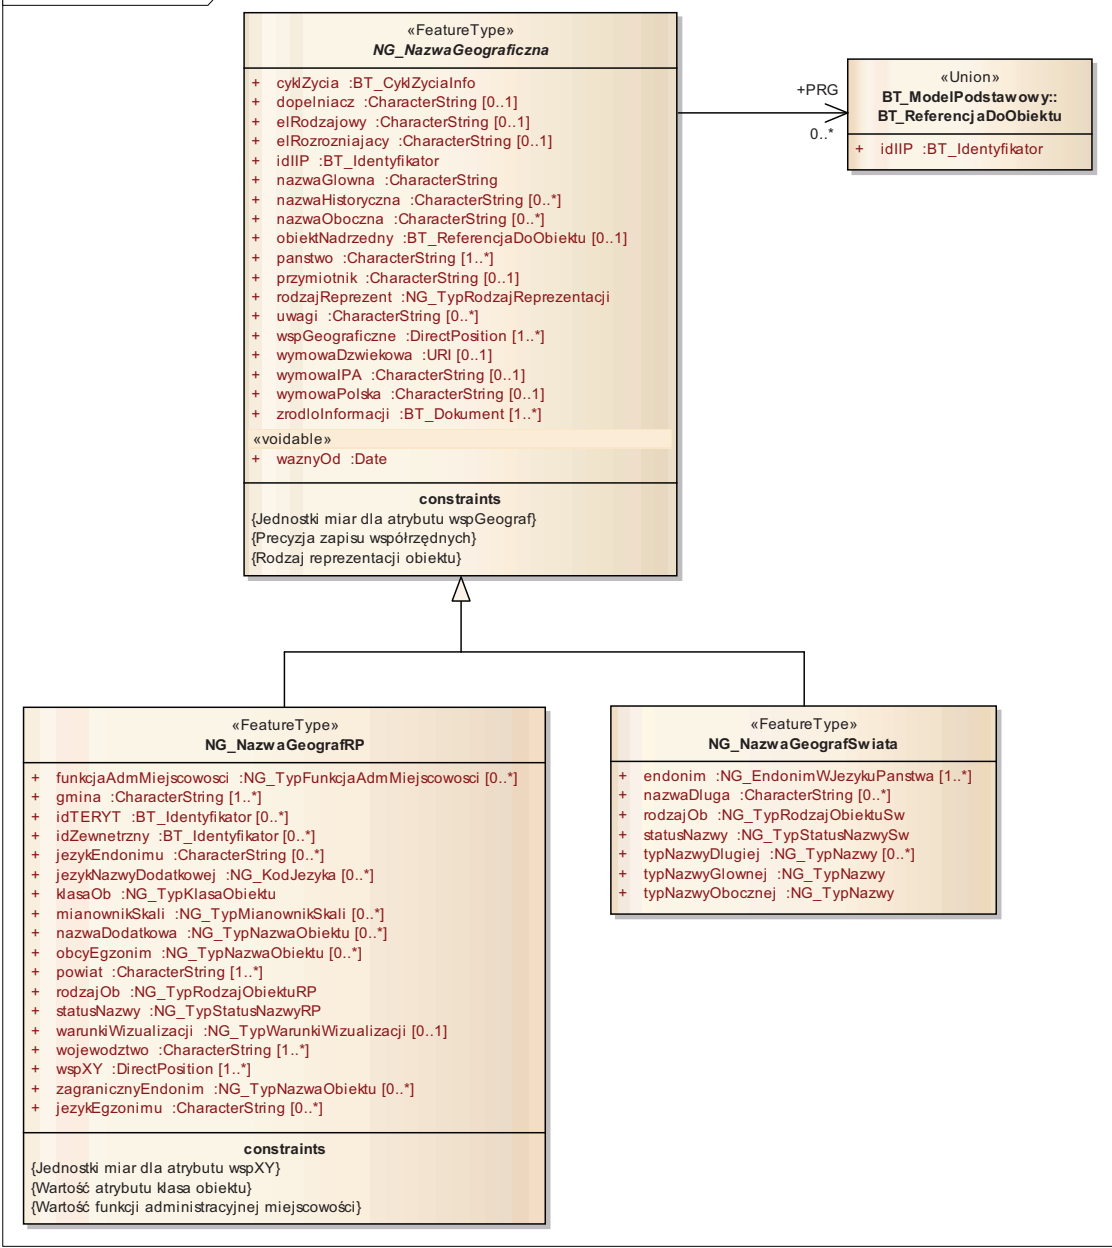 «FeatureType»
NG_NazwaGeograficzna
+ cyklZycia :BT_CyklZyciaInfo
+ dopelniacz :CharacterString [0..1]
+ elRodzajowy :CharacterString [0..1]
+ elRozrozniajacy :CharacterString [0..1]
+ idIIP :BT_Identyfikator
+ nazwaGlowna :CharacterString
+ nazwaHistoryczna :CharacterString [0..*]
+ nazwaOboczna :CharacterString [0..*]
+ obiektNadrzedny :BT_ReferencjaDoObiektu [0..1]
+ panstwo :CharacterString [1..*]
+ przymiotnik :CharacterString [0..1]
+ rodzajReprezent :NG_TypRodzajReprezentacji
+ uwagi :CharacterString [0..*]
+ wspGeograficzne :DirectPosition [1..*]
+ wymowaDzwiekowa :URI [0..1]
+ wymowaIPA :CharacterString [0..1]
+ wymowaPolska :CharacterString [0..1]
+ zrodloInformacji :BT_Dokument [1..*]
«voidable»
+ waznyOd :Date
constraints
{Jednostki miar dla atrybutu wspGeograf}
{Precyzja zapisu współrzędnych}
{Rodzaj reprezentacji obiektu}
+PRG
0..*
«Union»
BT_ModelPodstawowy::
BT_ReferencjaDoObiektu
+ idIIP :BT_Identyfikator
«FeatureType»
NG_NazwaGeografRP
+ funkcjaAdmMiejscowosci :NG_TypFunkcjaAdmMiejscowosci [0..*]
+ gmina :CharacterString [1..*]
+ idTERYT :BT_Identyfikator [0..*]
+ idZewnetrzny :BT_Identyfikator [0..*]
+ jezykEndonimu :CharacterString [0..*]
+ jezykNazwyDodatkowej :NG_KodJezyka [0..*]
+ klasaOb :NG_TypKlasaObiektu
+ mianownikSkali :NG_TypMianownikSkali [0..*]
+ nazwaDodatkowa :NG_TypNazwaObiektu [0..*]
+ obcyEgzonim :NG_TypNazwaObiektu [0..*]
+ powiat :CharacterString [1..*]
+ rodzajOb :NG_TypRodzajObiektuRP
+ statusNazwy :NG_TypStatusNazwyRP
+ warunkiWizualizacji :NG_TypWarunkiWizualizacji [0..1]
+ wojewodztwo :CharacterString [1..*]
+ wspXY :DirectPosition [1..*]
+ zagranicznyEndonim :NG_TypNazwaObiektu [0..*]
+ jezykEgzonimu :CharacterString [0..*]
constraints
{Jednostki miar dla atrybutu wspXY}
{Wartość atrybutu klasa obiektu}
{Wartość funkcji administracyjnej miejscowości}
«FeatureType»
NG_NazwaGeografSwiata
+ endonim :NG_EndonimWJezykuPanstwa [1..*]
+ nazwaDluga :CharacterString [0..*]
+ rodzajOb :NG_TypRodzajObiektuSw
+ statusNazwy :NG_TypStatusNazwySw
+ typNazwyDlugiej :NG_TypNazwy [0..*]
+ typNazwyGlownej :NG_TypNazwy
+ typNazwyObocznej :NG_TypNazwy